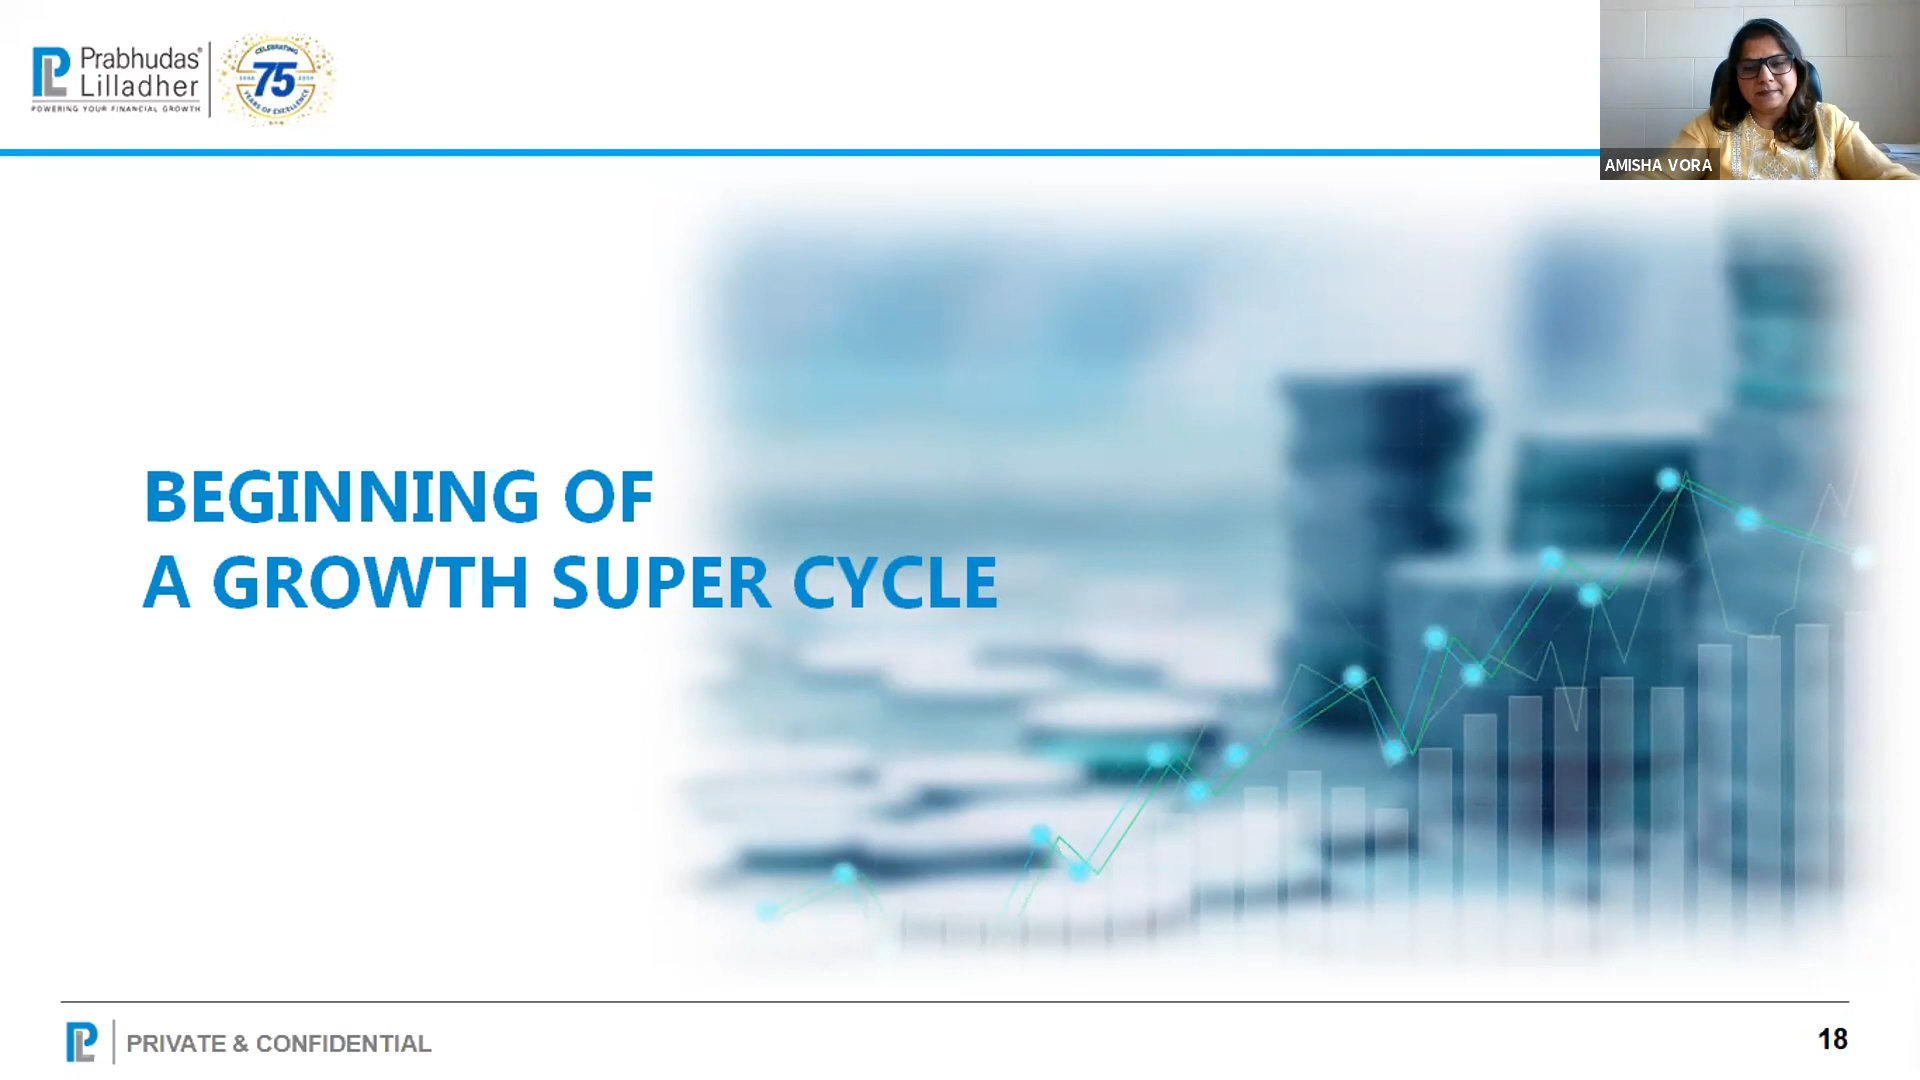 Prabhudas®
Lilladher
POWERING YOUR FINANCIAL GROWTH
CELEBRATING
75
YEARS OF EXCELLENCE
AMISHA VORA
BEGINNING OF
A GROWTH SUPER CYCLE
PRIVATE & CONFIDENTIAL
18